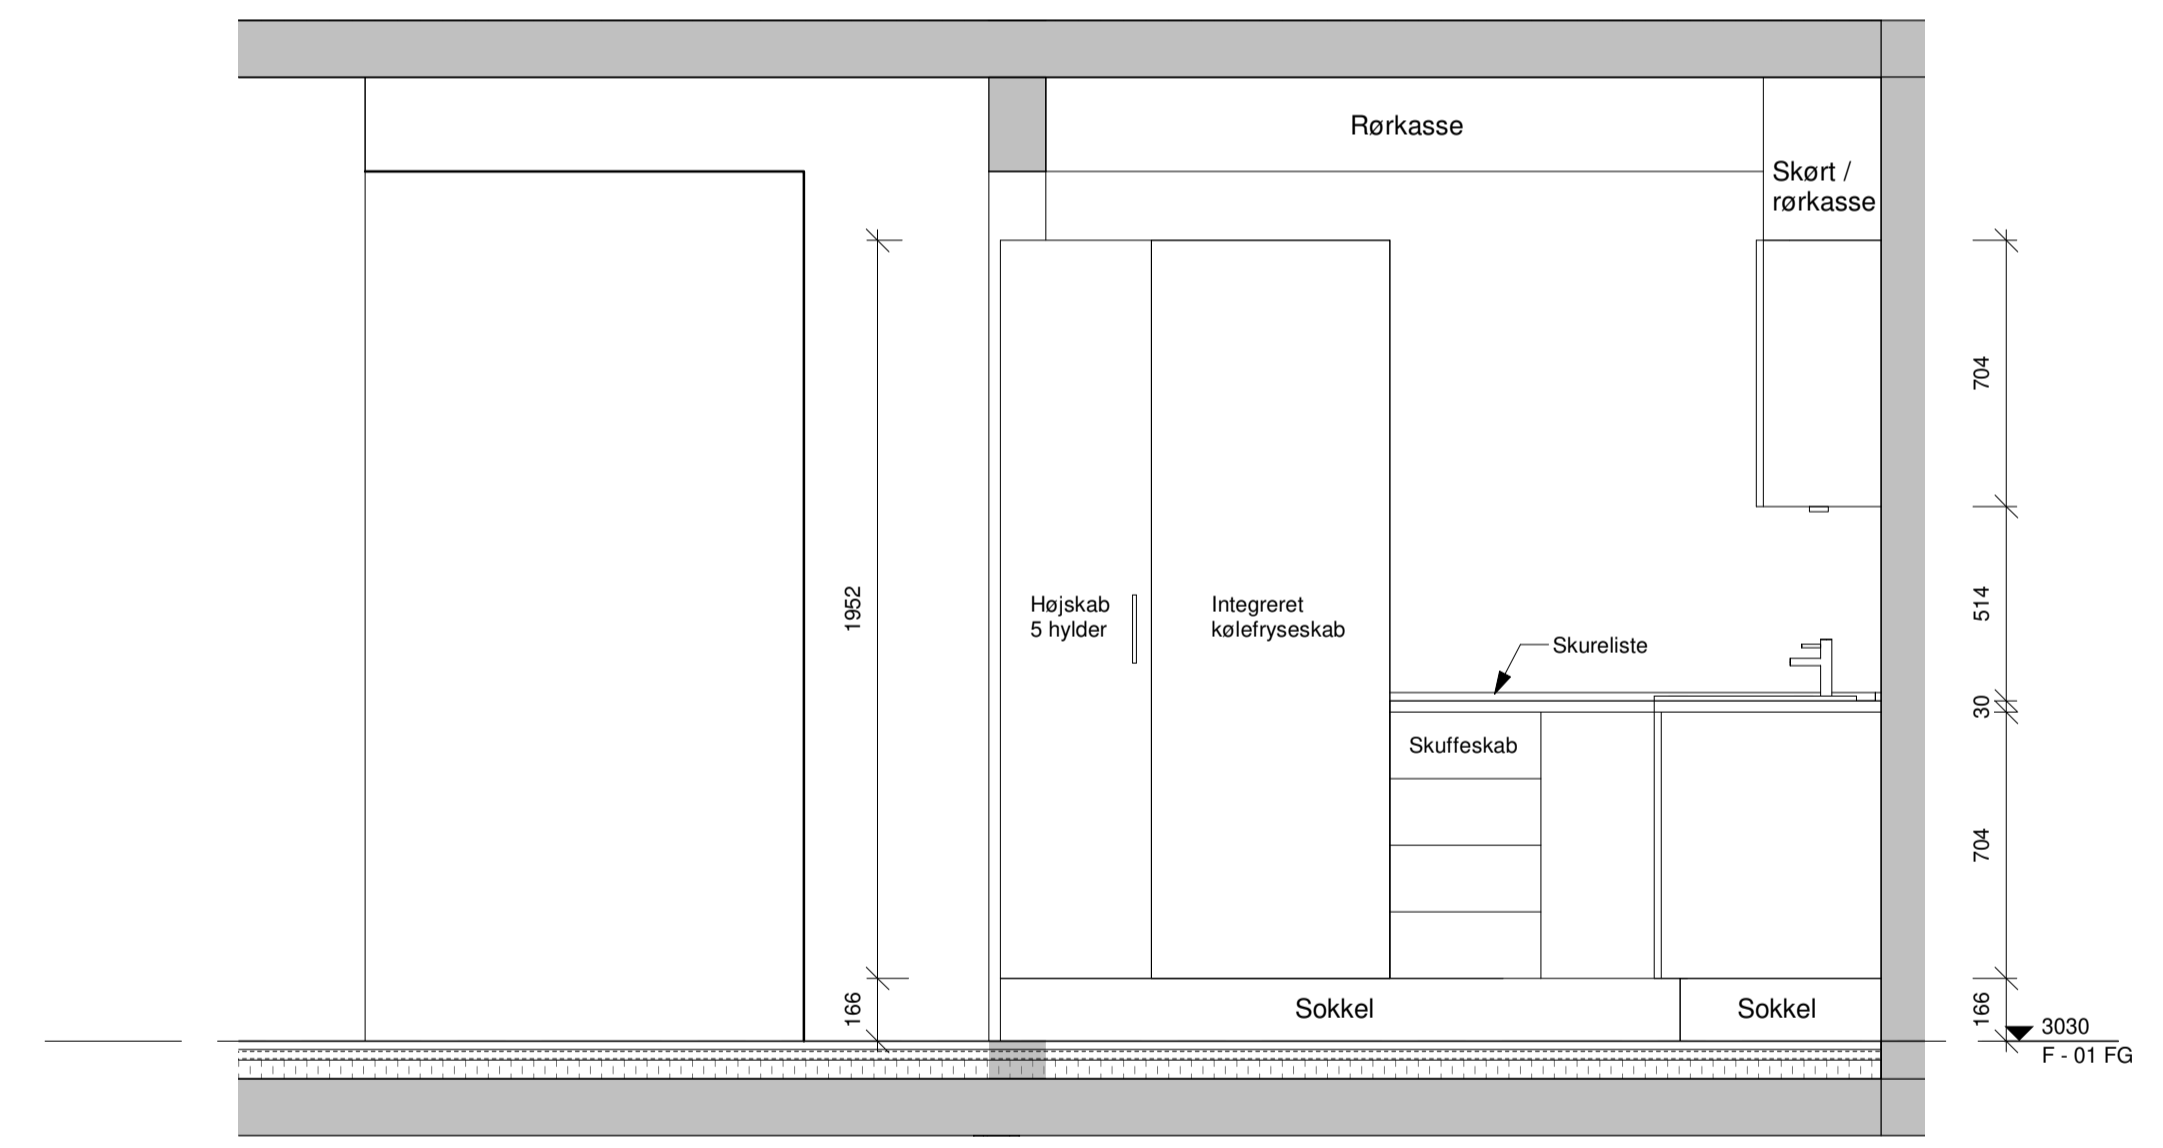 Rørkasse
Skørt /
rørkasse
704
1952
Højskab
5 hylder
Integreret
kølefryseskab
514
Skureliste
30
Skuffeskab
704
166
Sokkel
Sokkel
166
3030
F - 01 FG